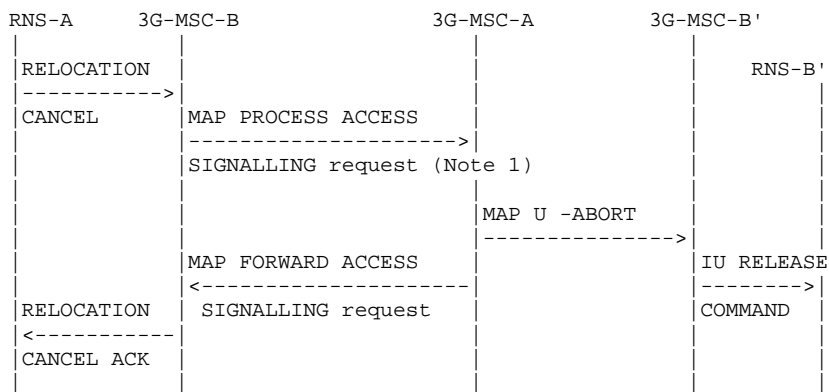 RNS-A 3G-MSC-B 3G-MSC-A 3G-MSC-B'
RELOCATION RNS-B'
CANCEL MAP PROCESS ACCESS
SIGNALLING request (Note 1)
MAP U -ABORT
MAP FORWARD ACCESS IU RELEASE
RELOCATION SIGNALLING request COMMAND
CANCEL ACK